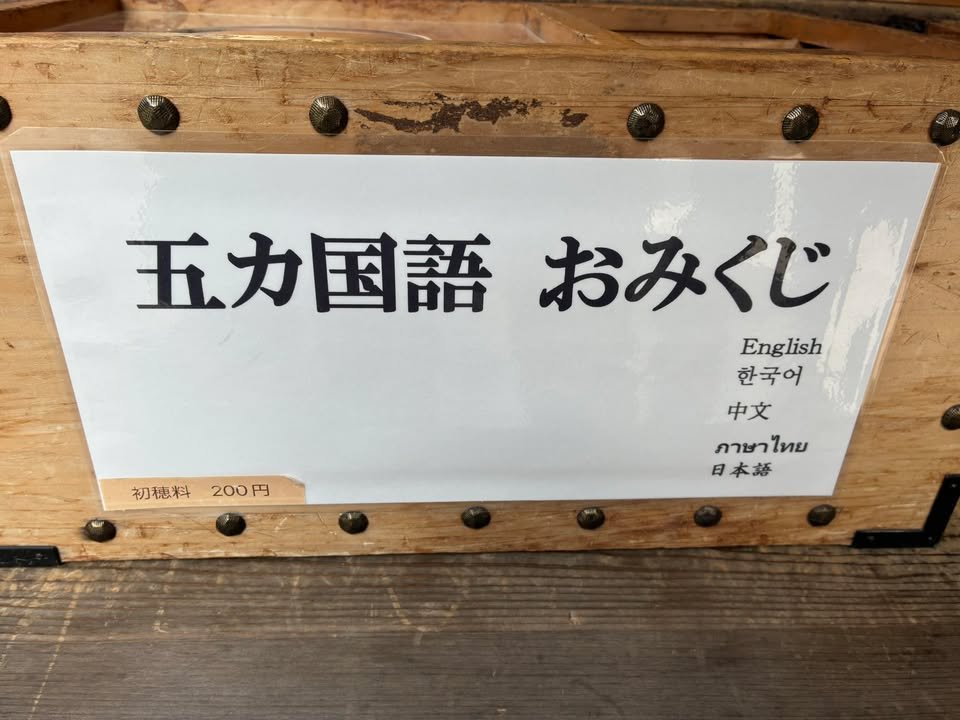 五カ国語 おみくじ
English
한국어
中文
ภาษาไทย
日本語
初穂料 200円